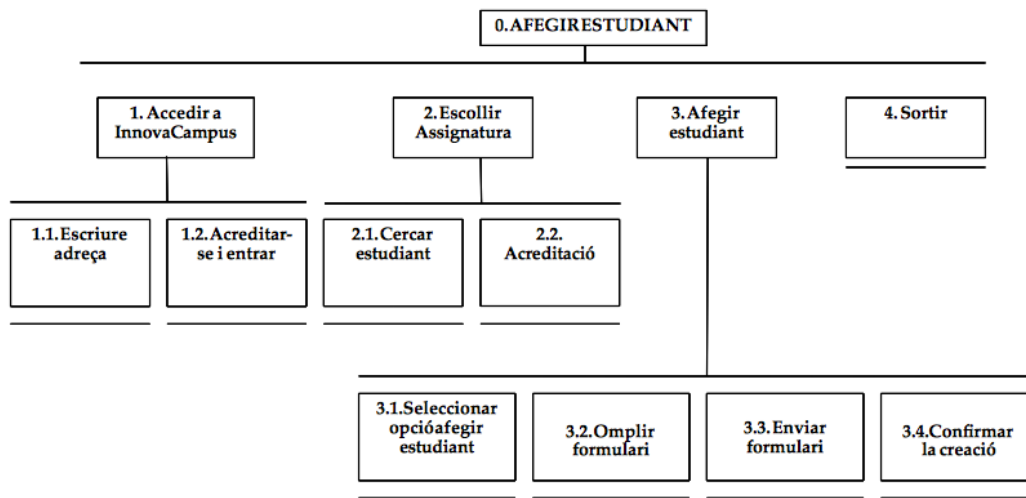 0.AFEGIRESTUDIANT
1. Accedir a
InnovaCampus
2. Escollir
Assignatura
3. Afegir
estudiant
4. Sortir
1.1. Escriure
adreça
1.2. Acreditar-
se i entrar
2.1. Cercar
estudiant
2.2.
Acreditació
3.1.Seleccionar
opcióafegir
estudiant
3.2. Omplir
formulari
3.3. Enviar
formulari
3.4.Confirmar
la creació